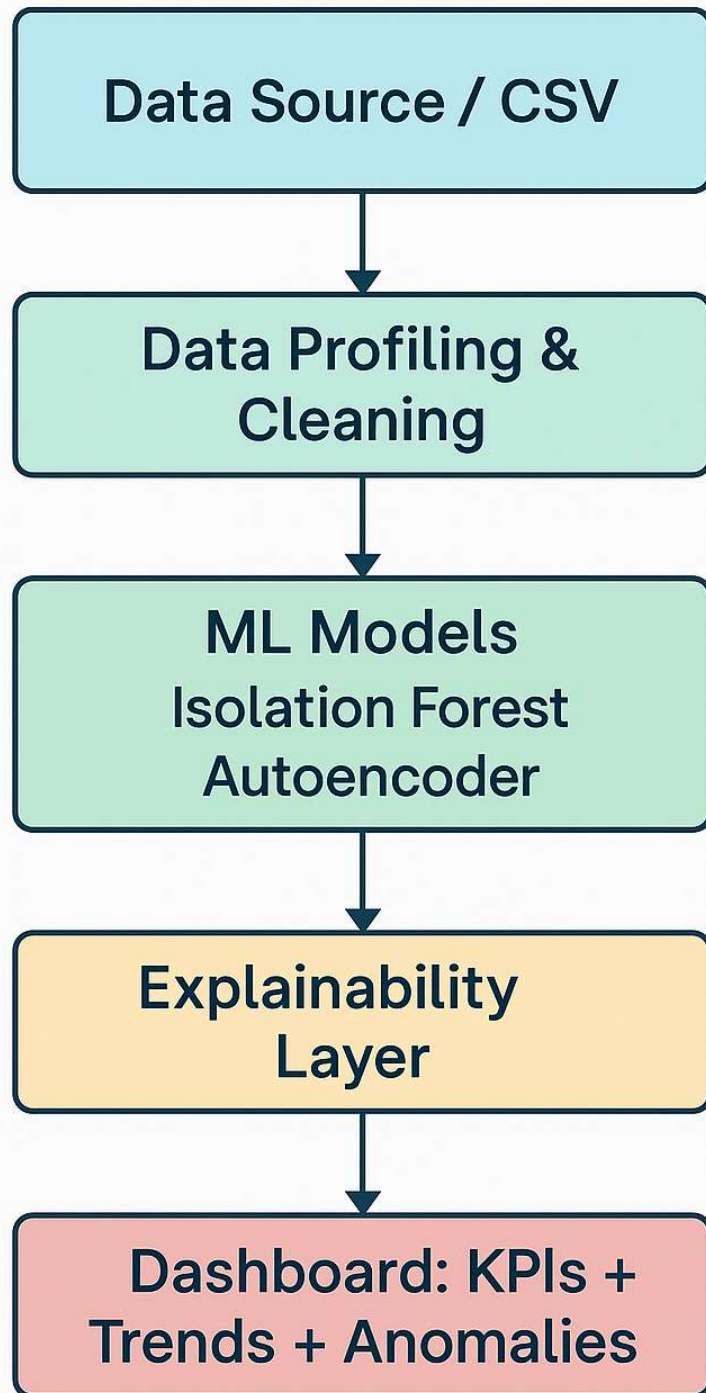 Data Source / CSV
Data Profiling &
Cleaning
ML Models
Isolation Forest
Autoencoder
Explainability
Layer
Dashboard: KPIs +
Trends + Anomalies